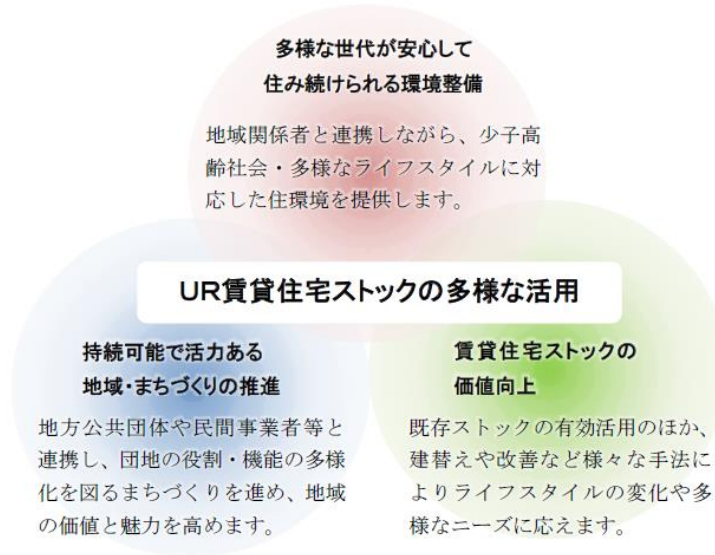 多様な世代が安心して
住み続けられる環境整備
地域関係者と連携しながら、少子高
齢社会・多様なライフスタイルに対
応した住環境を提供します。
UR賃貸住宅ストックの多様な活用
持続可能で活力ある
地域・まちづくりの推進
地方公共団体や民間事業者等と
連携し、団地の役割・機能の多様
化を図るまちづくりを進め、地域
の価値と魅力を高めます。
賃貸住宅ストックの
価値向上
既存ストックの有効活用のほか、
建替えや改善など様々な手法に
よりライフスタイルの変化や多
様なニーズに応えます。